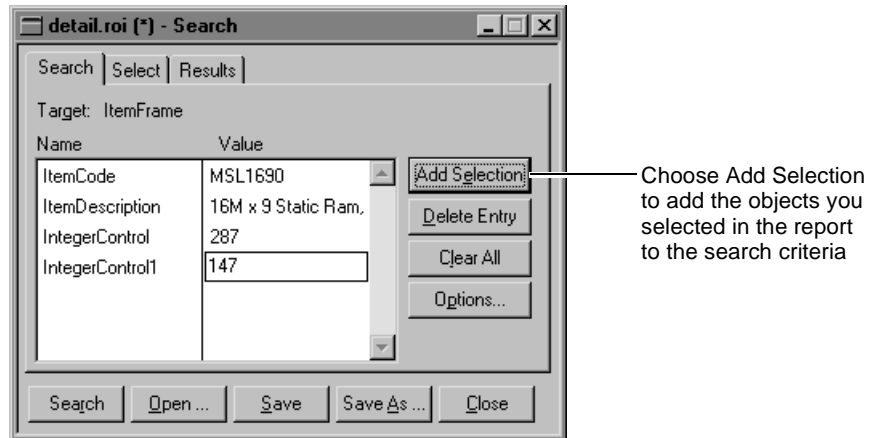 detail.roi (*) - Search
Search Select Results
Target: ItemFrame
Name Value
ItemCode MSL1690
ItemDescription 16M x 9 Static Ram,
IntegerControl 287
IntegerControl1 147
Add Selection
Delete Entry
Clear All
Options...
Search Open ... Save Save As ... Close
Choose Add Selection
to add the objects you
selected in the report
to the search criteria